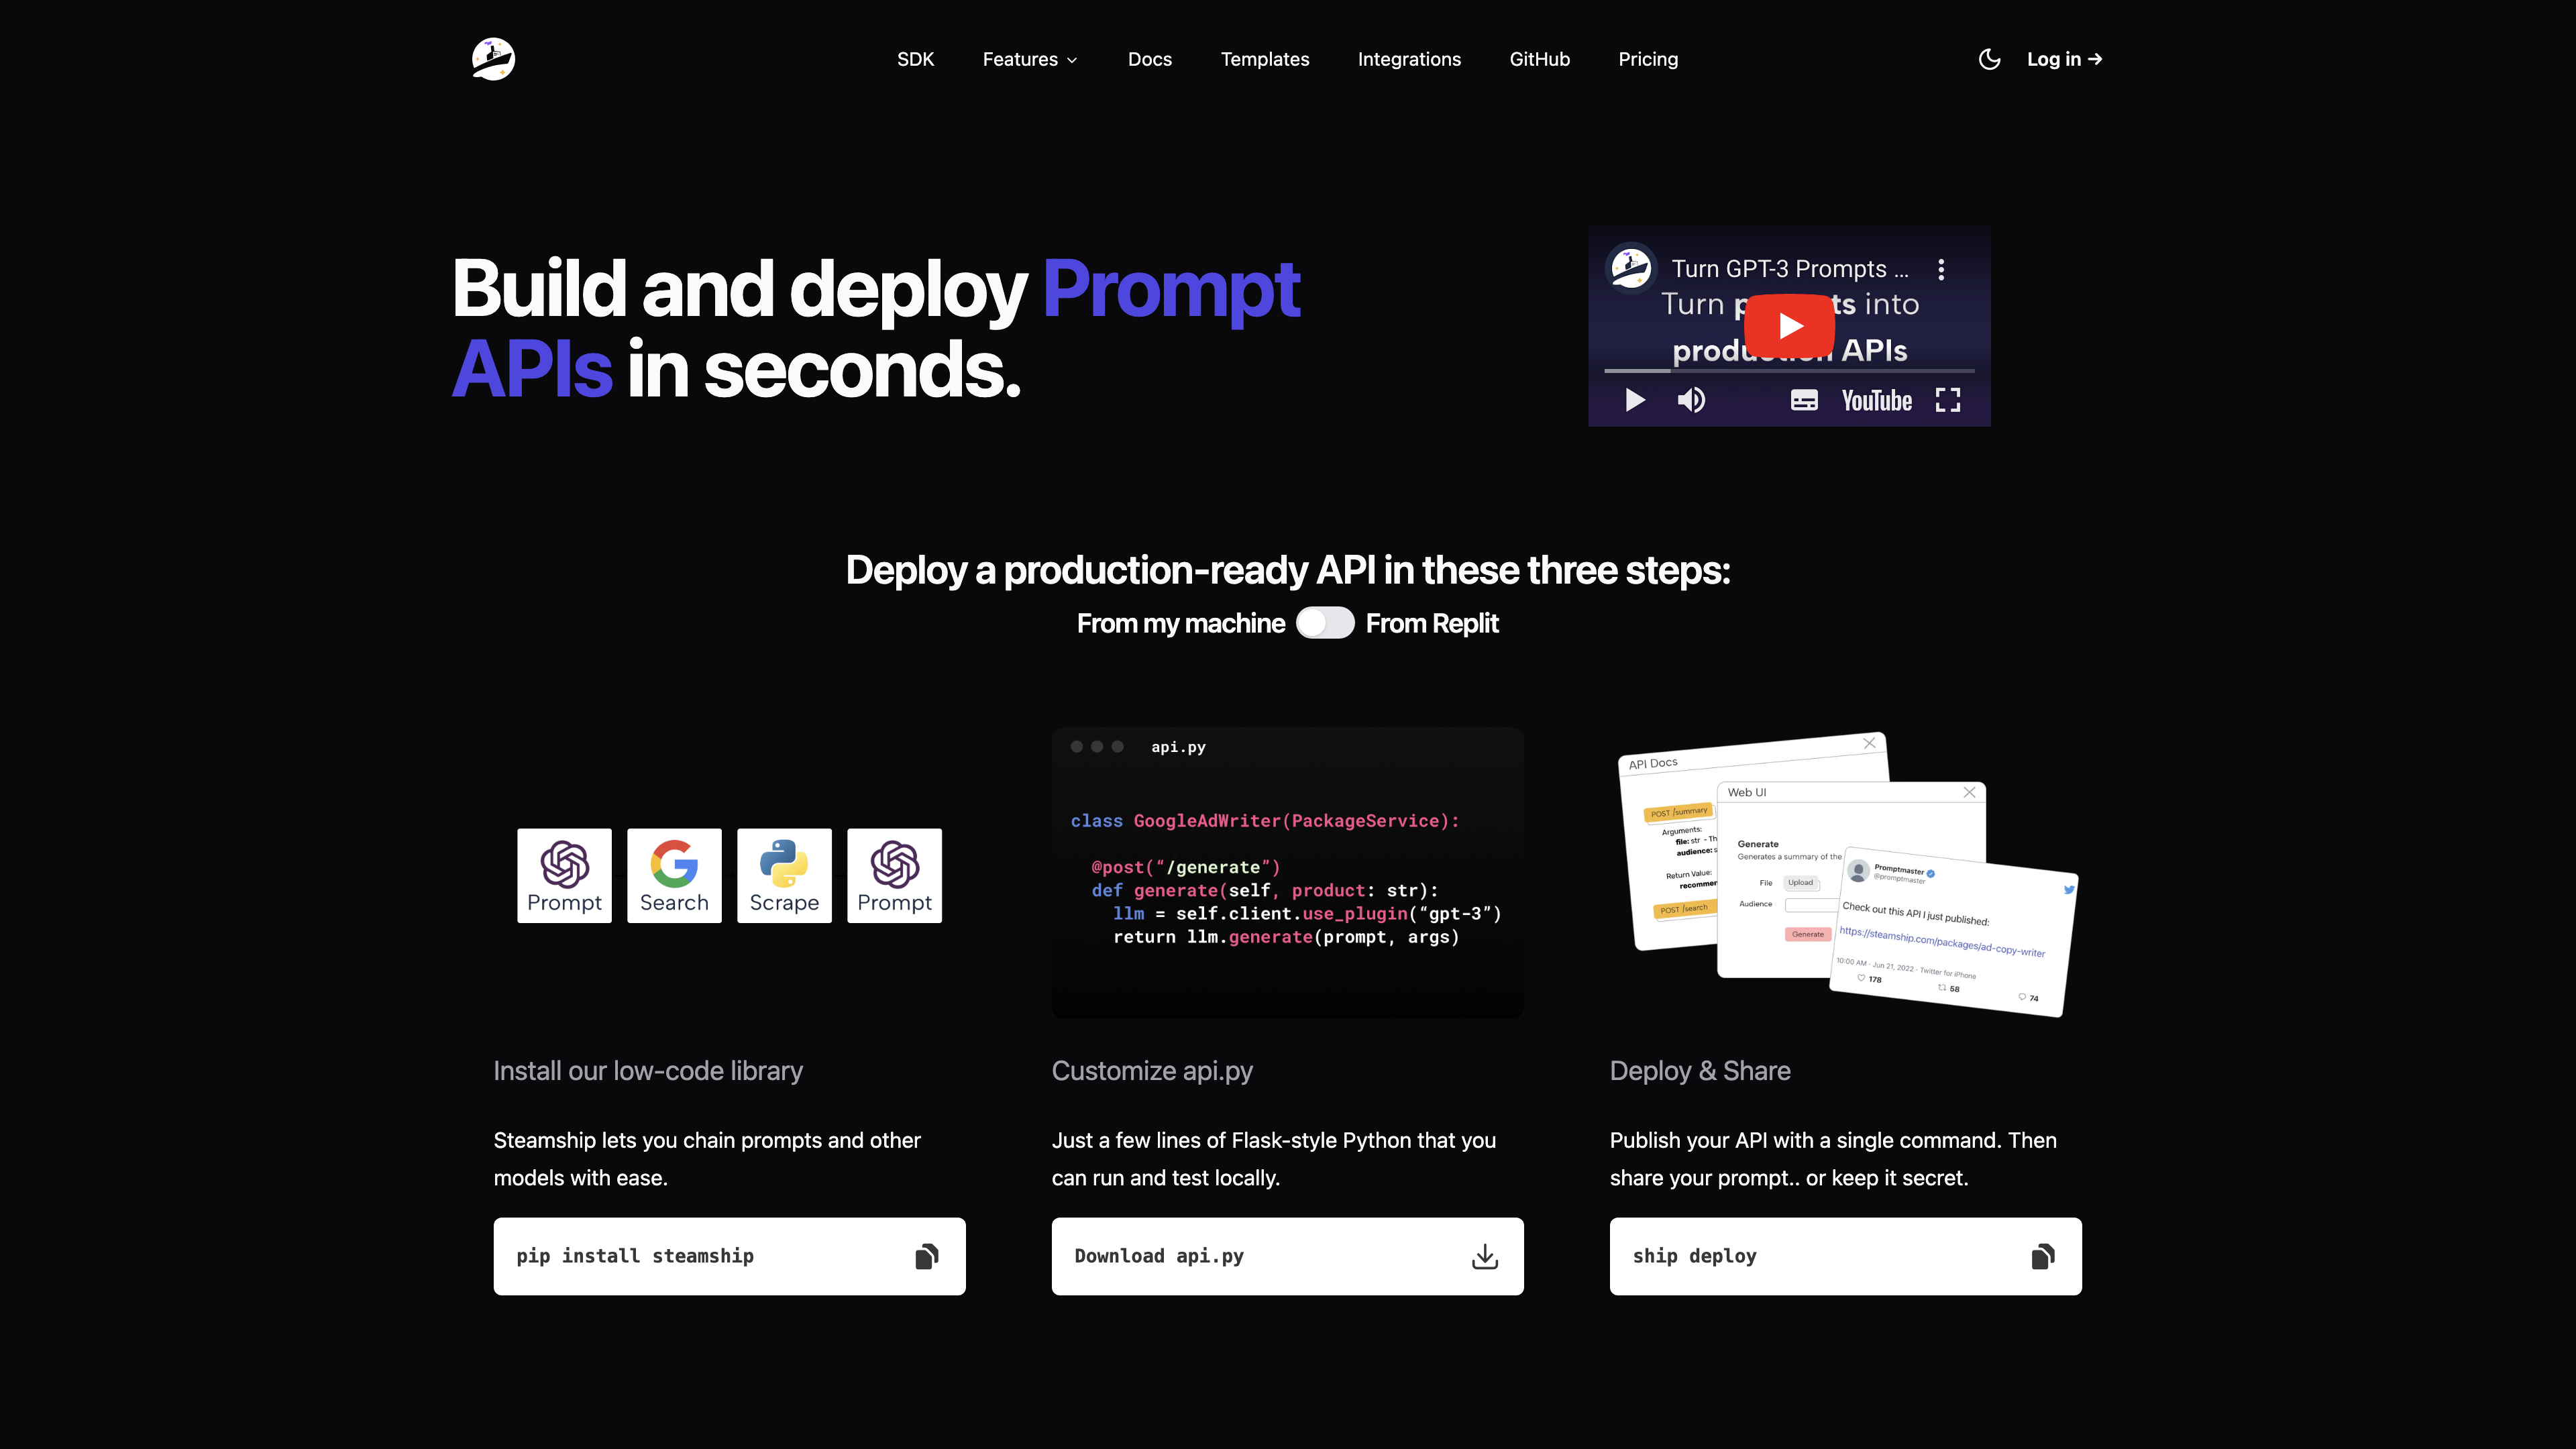 SDK
Features
Docs
Templates
Integrations
GitHub
Pricing
Log in →
Build and deploy Prompt
APIs in seconds.
Turn GPT-3 Prompts ...
Turn p ts into
produ APIs
YouTube
Deploy a production-ready API in these three steps:
From my machine
From Replit
Prompt
Search
Scrape
Prompt
Install our low-code library
Steamship lets you chain prompts and other
models with ease.
pip install steamship
api.py
class GoogleAdWriter(PackageService):
@post(“/generate”)
def generate(self, product: str):
llm = self.client.use_plugin(“gpt-3”)
return llm.generate(prompt, args)
Customize api.py
Just a few lines of Flask-style Python that you
can run and test locally.
Download api.py
API Docs
POST /summary
Arguments:
file: str - Th
audience: s
Return Value:
recommer
POST /search
Web UI
Generate
Generates a summary of the
File
Upload
Audience
Generate
Promptmaster
@promptmaster
Check out this API I just published:
https://steamship.com/packages/ad-copy-writer
10:00 AM · Jun 21, 2022 · Twitter for iPhone
178
58
74
Deploy & Share
Publish your API with a single command. Then
share your prompt.. or keep it secret.
ship deploy